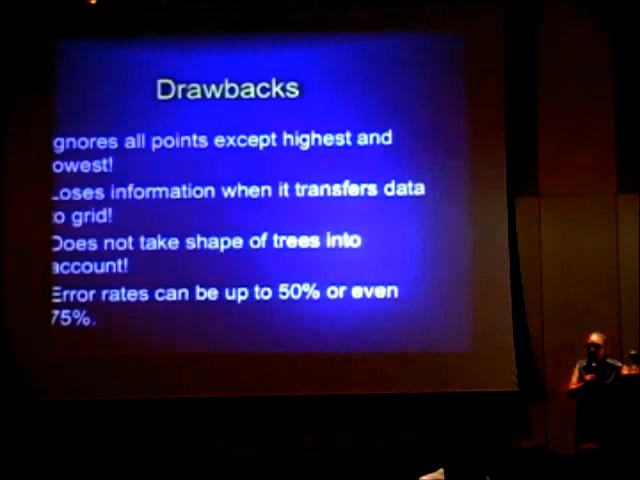 Drawbacks
gnores all points except highest and
owest!
Loses information when it transfers data
o grid!
Does not take shape of trees into
account!
Error rates can be up to 50% or even
75%.